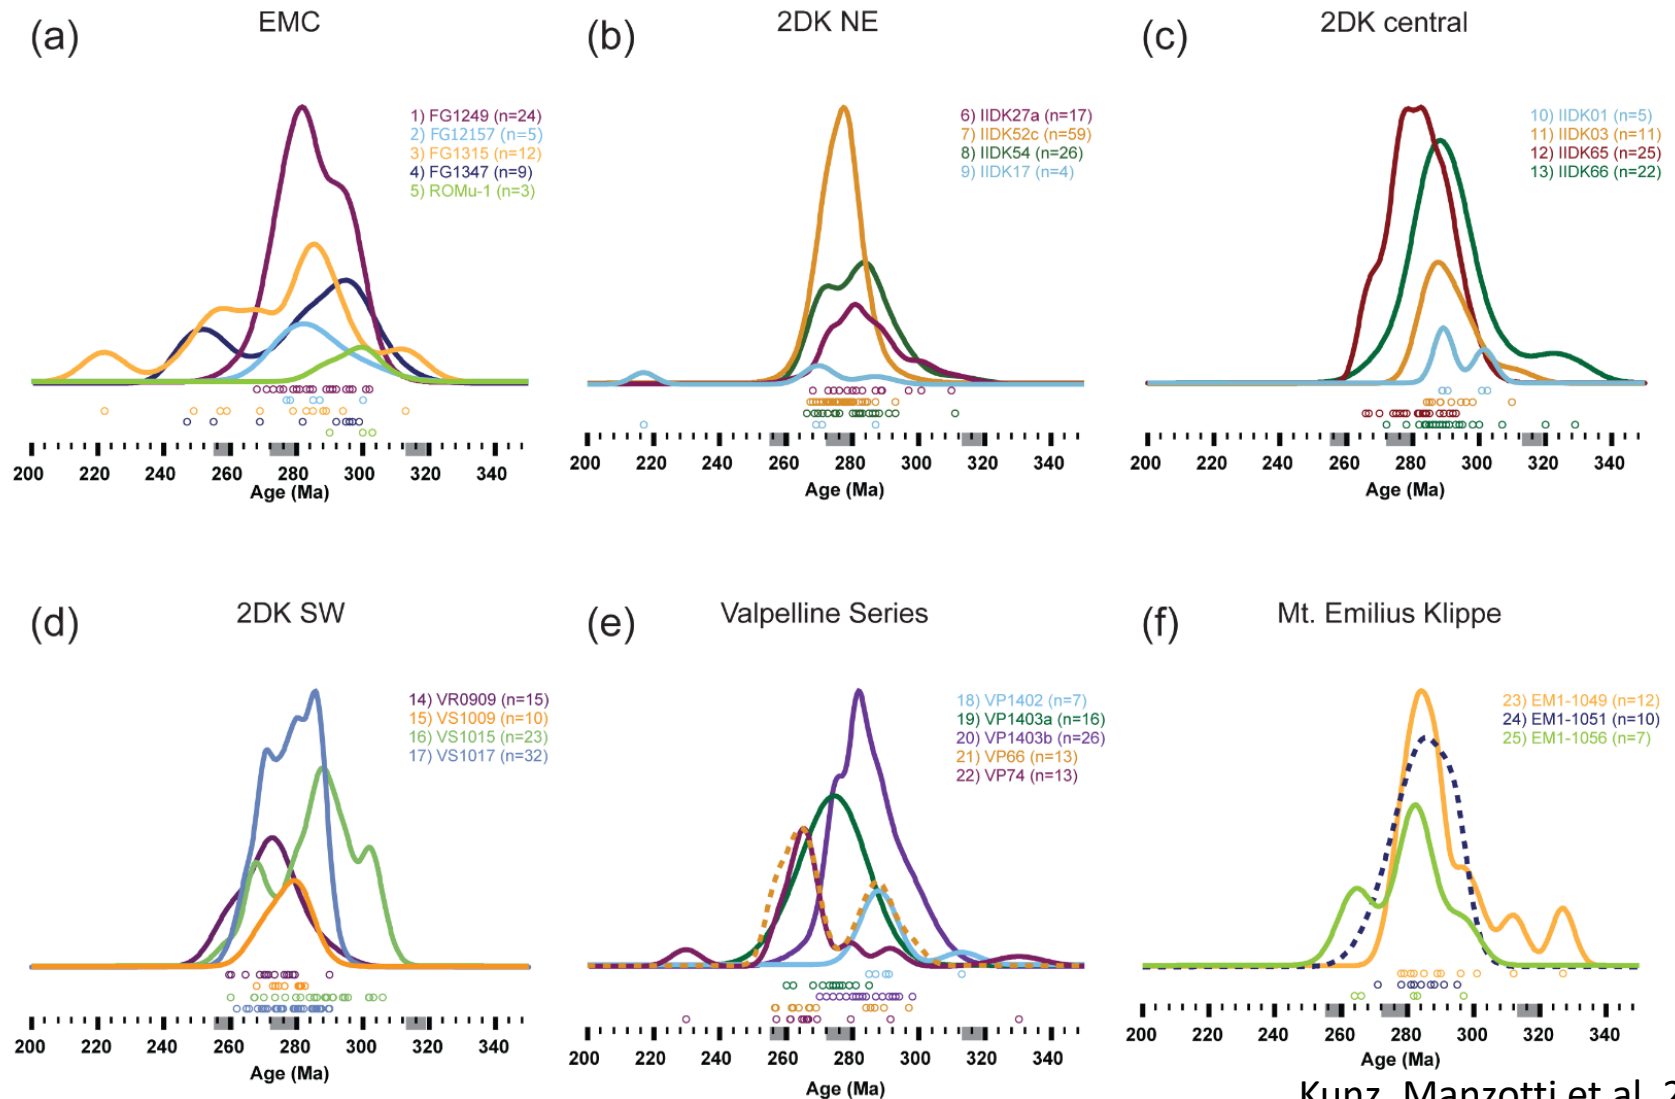 (a) EMC
1) FG1249 (n=24)
2) FG12157 (n=5)
3) FG1315 (n=12)
4) FG1347 (n=9)
5) ROMu-1 (n=3)
200 220 240 260 280 300 320 340
Age (Ma)
(b) 2DK NE
6) IIDK27a (n=17)
7) IIDK52c (n=59)
8) IIDK54 (n=26)
9) IIDK17 (n=4)
200 220 240 260 280 300 320 340
Age (Ma)
(c) 2DK central
10) IIDK01 (n=5)
11) IIDK03 (n=11)
12) IIDK65 (n=25)
13) IIDK66 (n=22)
200 220 240 260 280 300 320 340
Age (Ma)
(d) 2DK SW
14) VR0909 (n=15)
15) VS1009 (n=10)
16) VS1015 (n=23)
17) VS1017 (n=32)
200 220 240 260 280 300 320 340
Age (Ma)
(e) Valpelline Series
18) VP1402 (n=7)
19) VP1403a (n=16)
20) VP1403b (n=26)
21) VP66 (n=13)
22) VP74 (n=13)
200 220 240 260 280 300 320 340
Age (Ma)
(f) Mt. Emilius Klippe
23) EM1-1049 (n=12)
24) EM1-1051 (n=10)
25) EM1-1056 (n=7)
200 220 240 260 280 300 320 340
Age (Ma)
Kunz, Manzotti et al. 2